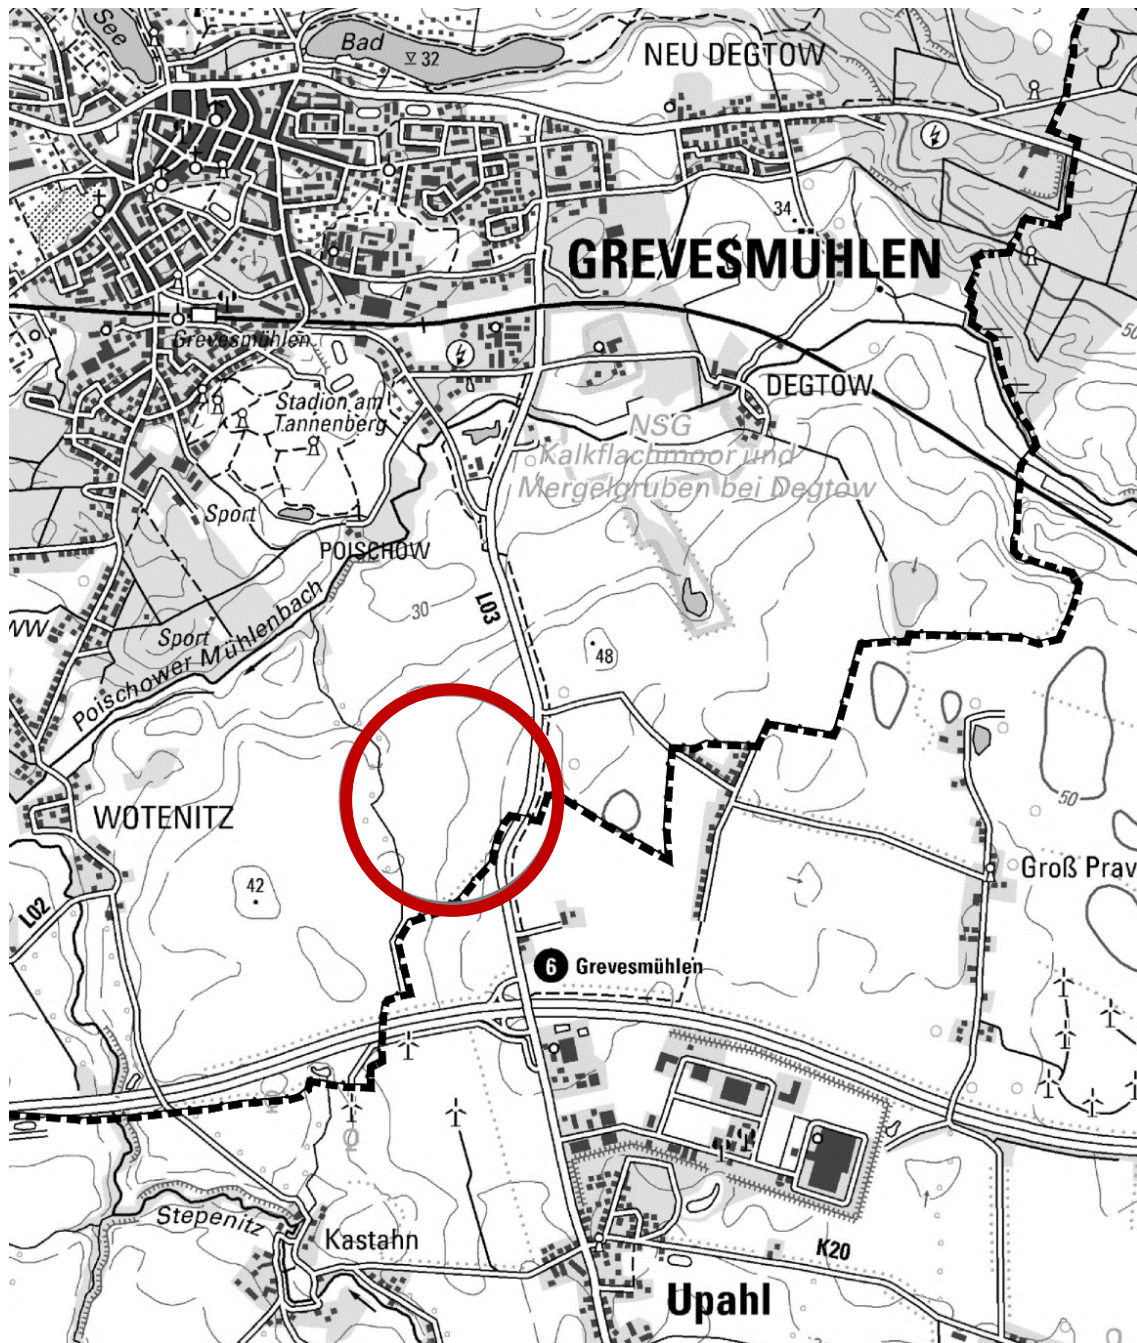 See
Bad
32
NEU DEGTOW
34
GREVESMÜHLEN
Grevesmühlen
50
DEGTOW
Stadion am
Tannenberg
NSG
Kalkflachmoor und
Mergelgruben bei Degtow
Sport
POISCHOW
30
L03
WW
Sport
Poischower Mühlenbach
48
50
WOTENITZ
Groß Prav
42
L02
6 Grevesmühlen
Stepenitz
Kastahn
K20
Upahl